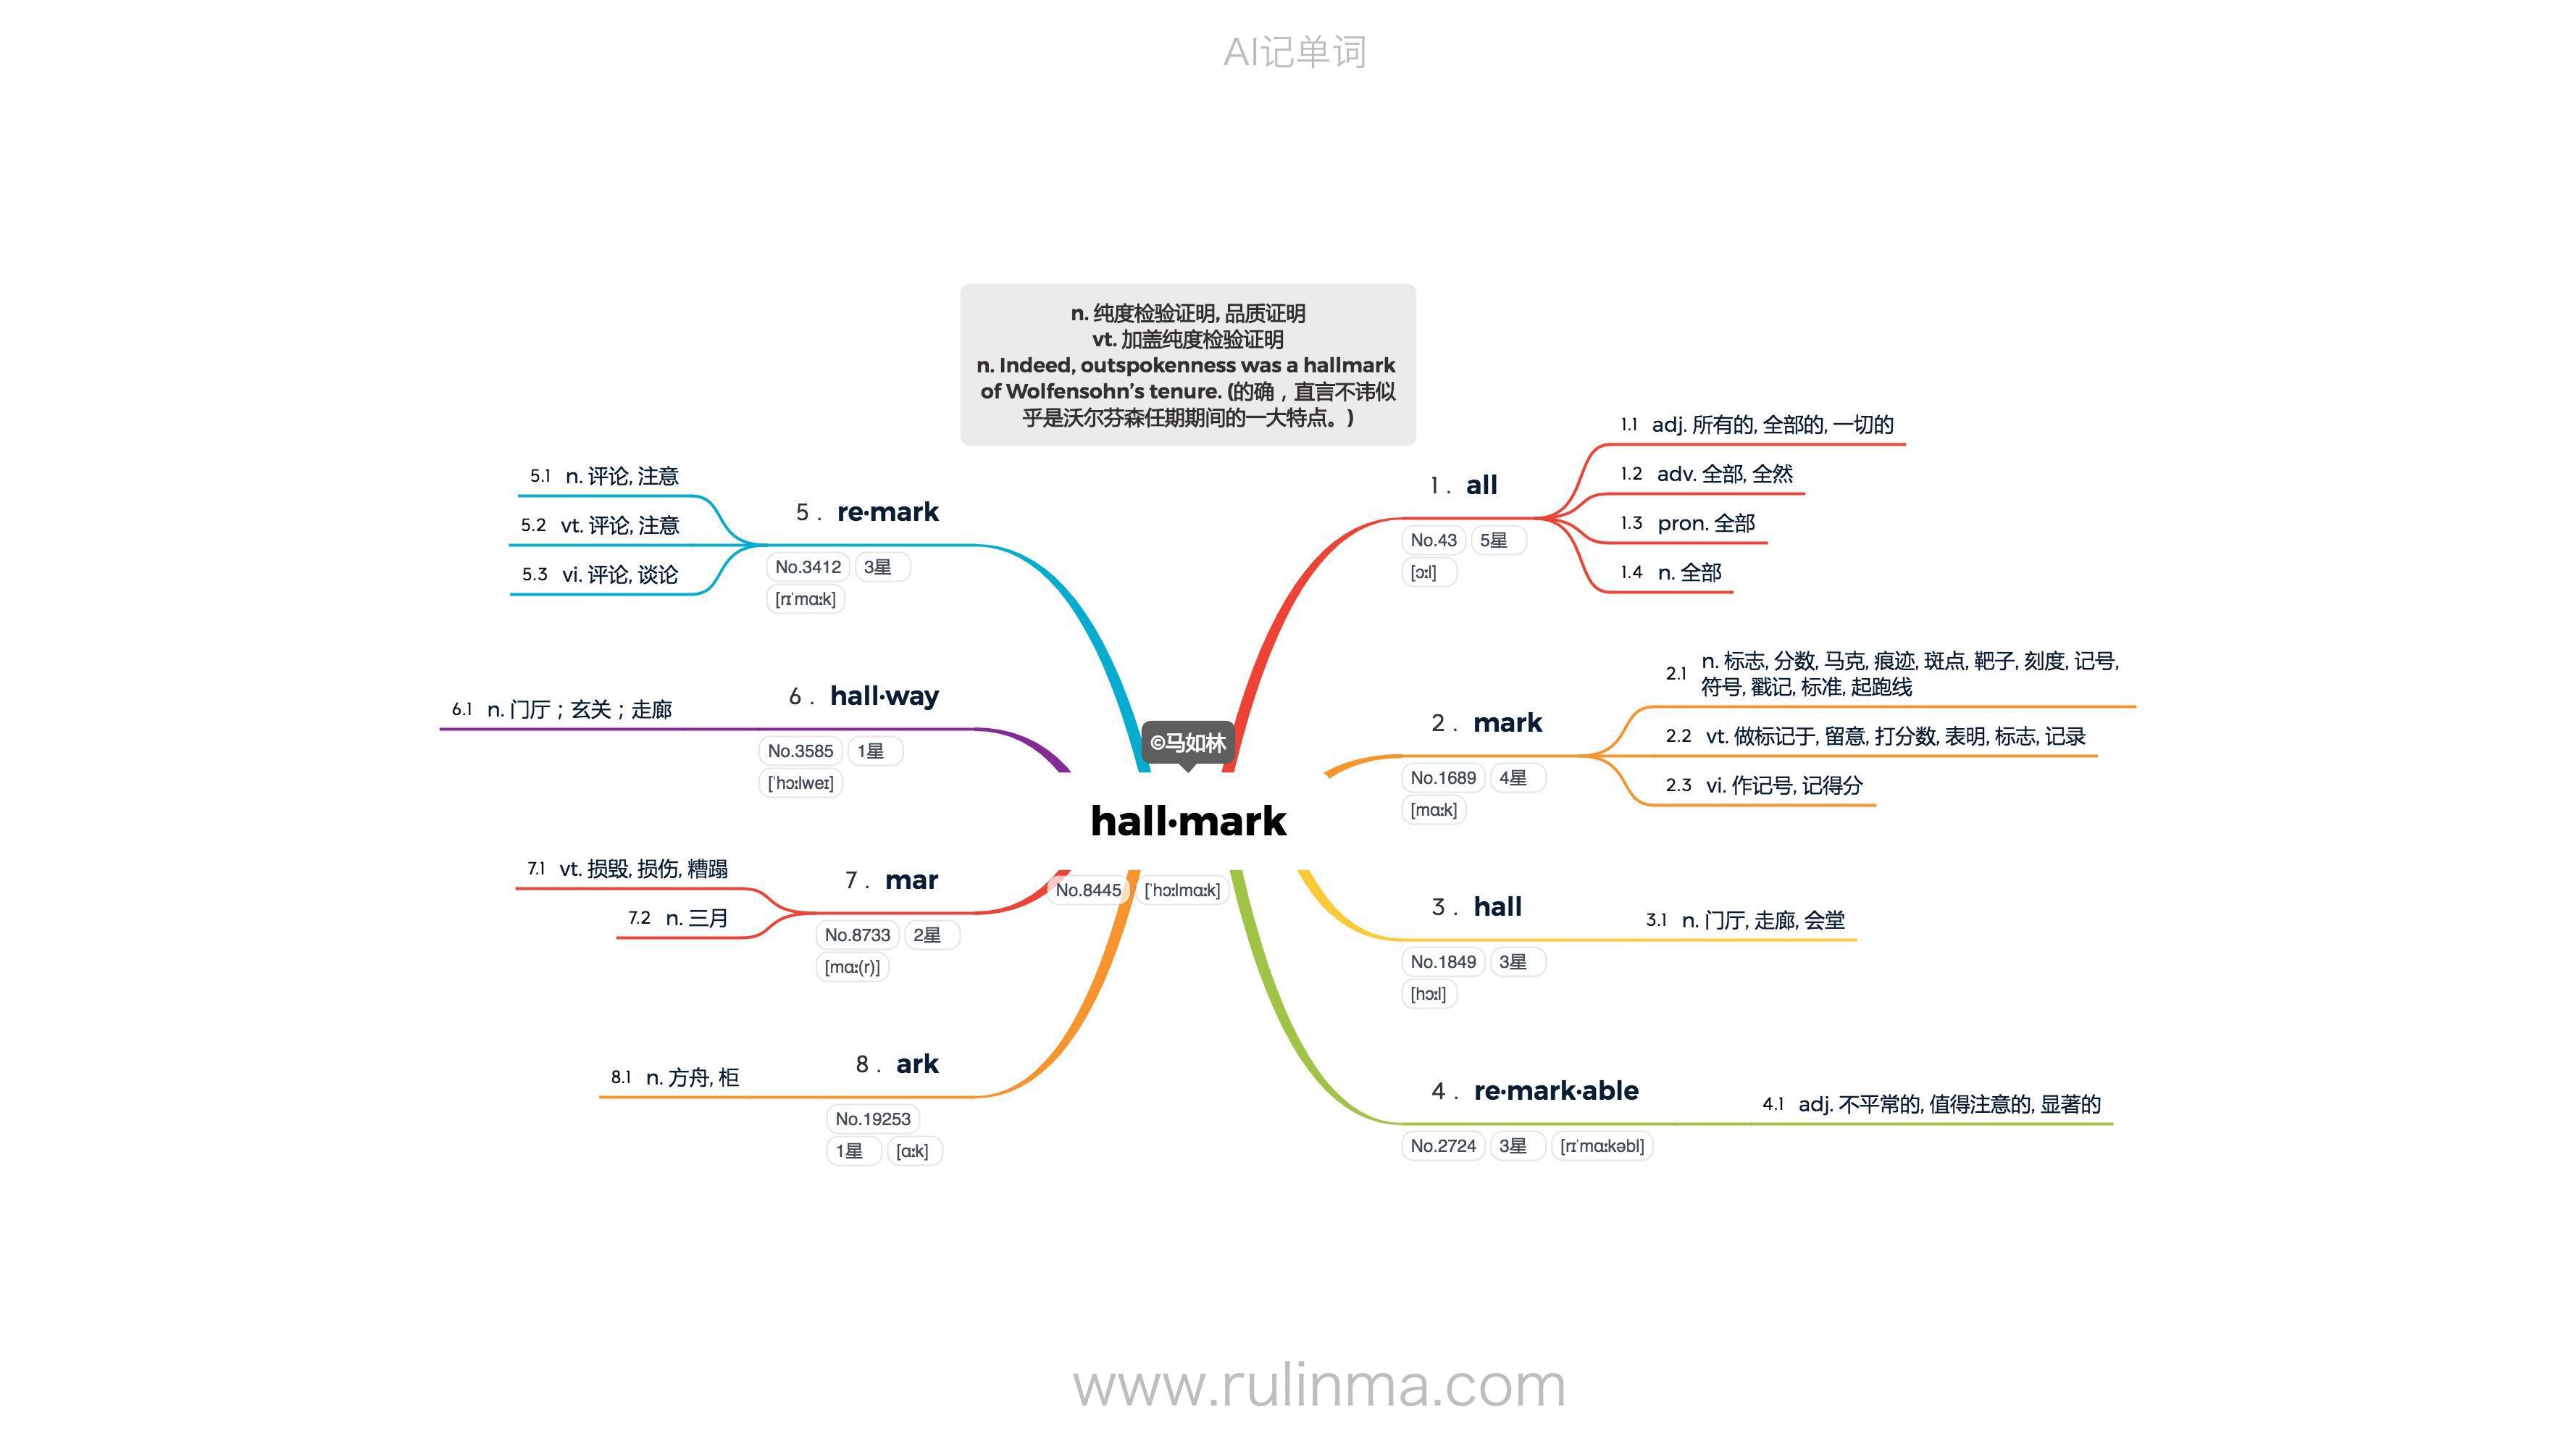 AI记单词
n. 纯度检验证明, 品质证明
vt. 加盖纯度检验证明
n. Indeed, outspokenness was a hallmark
of Wolfensohn’s tenure. (的确，直言不讳似
乎是沃尔芬森任期期间的一大特点。)
©马如林
hall·mark
No.8445 [ˈhɔːlmɑːk]
1 . all
No.43 5星
[ɔːl]
1.1 adj. 所有的, 全部的, 一切的
1.2 adv. 全部, 全然
1.3 pron. 全部
1.4 n. 全部
2 . mark
No.1689 4星
[mɑːk]
2.1 n. 标志, 分数, 马克, 痕迹, 斑点, 靶子, 刻度, 记号,
符号, 戳记, 标准, 起跑线
2.2 vt. 做标记于, 留意, 打分数, 表明, 标志, 记录
2.3 vi. 作记号, 记得分
3 . hall
No.1849 3星
[hɔːl]
3.1 n. 门厅, 走廊, 会堂
4 . re·mark·able
No.2724 3星 [rɪˈmɑːkəbl]
4.1 adj. 不平常的, 值得注意的, 显著的
5 . re·mark
No.3412 3星
[rɪˈmɑːk]
5.1 n. 评论, 注意
5.2 vt. 评论, 注意
5.3 vi. 评论, 谈论
6 . hall·way
No.3585 1星
[ˈhɔːlweɪ]
6.1 n. 门厅；玄关；走廊
7 . mar
No.8733 2星
[mɑː(r)]
7.1 vt. 损毁, 损伤, 糟蹋
7.2 n. 三月
8 . ark
No.19253
1星 [ɑːk]
8.1 n. 方舟, 柜
www.rulinma.com